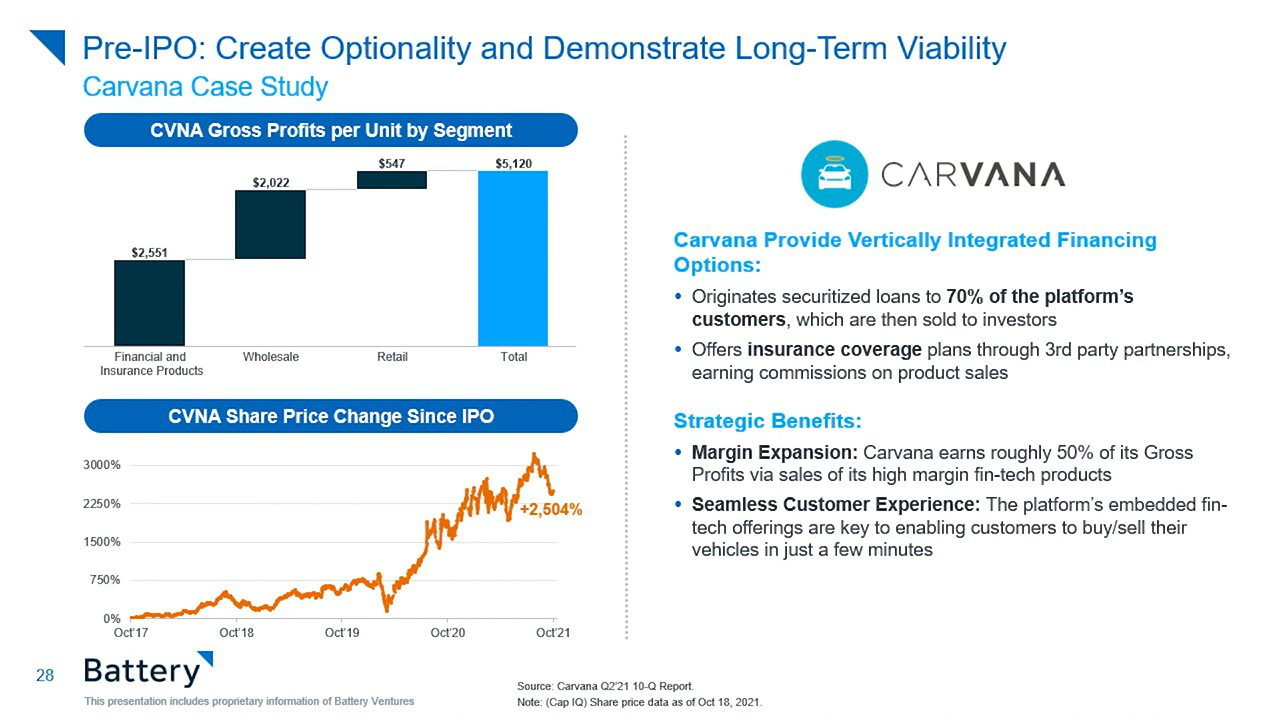 Pre-IPO: Create Optionality and Demonstrate Long-Term Viability
Carvana Case Study
CVNA Gross Profits per Unit by Segment
$2,551
$2,022
$547
$5,120
Financial and
Insurance Products
Wholesale
Retail
Total
CVNA Share Price Change Since IPO
3000%
2250%
1500%
750%
0%
+2,504%
Oct'17
Oct'18
Oct'19
Oct'20
Oct'21
CARVANA
Carvana Provide Vertically Integrated Financing
Options:
• Originates securitized loans to 70% of the platform's
customers, which are then sold to investors
• Offers insurance coverage plans through 3rd party partnerships,
earning commissions on product sales
Strategic Benefits:
• Margin Expansion: Carvana earns roughly 50% of its Gross
Profits via sales of its high margin fin-tech products
• Seamless Customer Experience: The platform's embedded fin-
tech offerings are key to enabling customers to buy/sell their
vehicles in just a few minutes
28
Battery
This presentation includes proprietary information of Battery Ventures
Source: Carvana Q2'21 10-Q Report.
Note: (Cap IQ) Share price data as of Oct 18, 2021.